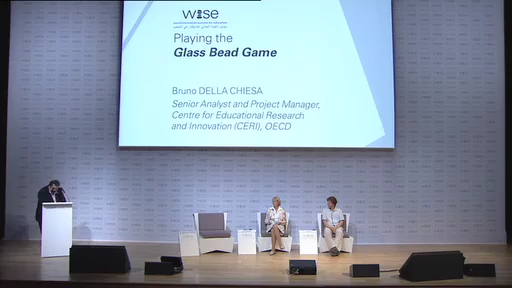 wise
Playing the
Glass Bead Game
Bruno DELLA CHIESA
Senior Analyst and Project Manager,
Centre for Educational Research
and Innovation (CERI), OECD